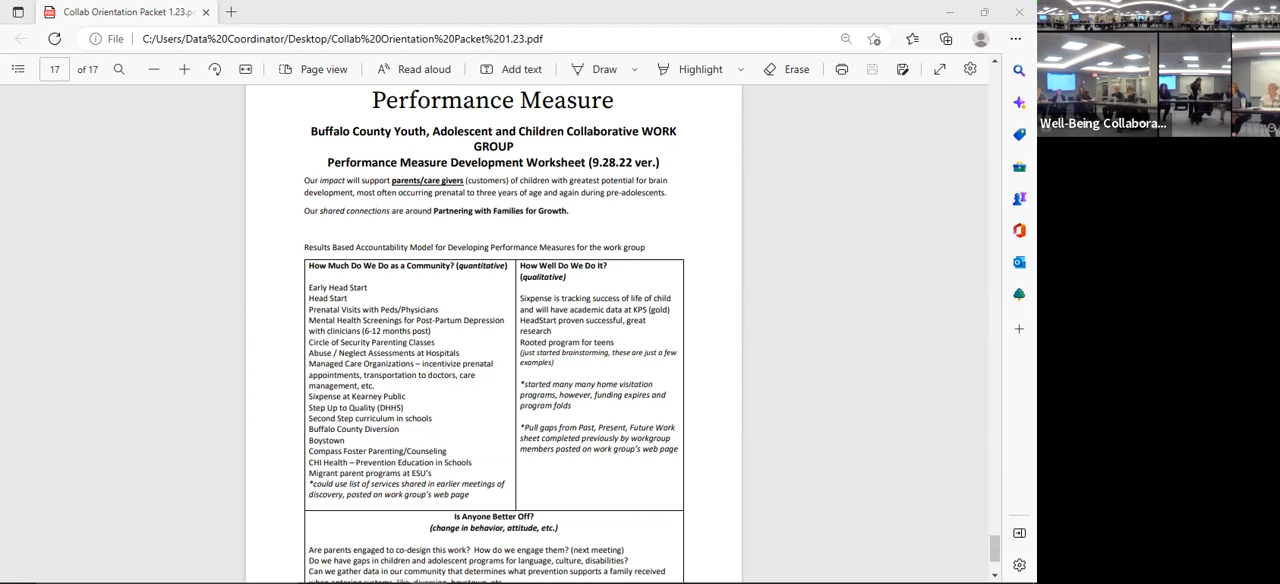 Collab Orientation Packet 1.23.p
File
C:/Users/Data%20Coordinator/Desktop/Collab%20Orientation%20Packet%201.23.pdf
17 of 17
Page view
Read aloud
Add text
Draw
Highlight
Erase
Performance Measure
Buffalo County Youth, Adolescent and Children Collaborative WORK
GROUP
Performance Measure Development Worksheet (9.28.22 ver.)
Our impact will support parents/care givers (customers) of children with greatest potential for brain
development, most often occurring prenatal to three years of age and again during pre-adolescents.
Our shared connections are around Partnering with Families for Growth.
Results Based Accountability Model for Developing Performance Measures for the work group
How Much Do We Do as a Community? (quantitative)
Early Head Start
Head Start
Prenatal Visits with Peds/Physicians
Mental Health Screenings for Post-Partum Depression
with clinicians (6-12 months post)
Circle of Security Parenting Classes
Abuse / Neglect Assessments at Hospitals
Managed Care Organizations – incentivize prenatal
appointments, transportation to doctors, care
management, etc.
Sixpense at Kearney Public
Step Up to Quality (DHHS)
Second Step curriculum in schools
Buffalo County Diversion
Boystown
Compass Foster Parenting/Counseling
CHI Health – Prevention Education in Schools
Migrant parent programs at ESU's
*could use list of services shared in earlier meetings of
discovery, posted on work group's web page
How Well Do We Do It?
(qualitative)
Sixpense is tracking success of life of child
and will have academic data at KPS (gold)
HeadStart proven successful, great
research
Rooted program for teens
(just started brainstorming, these are just a few
examples)
*started many many home visitation
programs, however, funding expires and
program folds
*Pull gaps from Past, Present, Future Work
sheet completed previously by workgroup
members posted on work group's web page
Is Anyone Better Off?
(change in behavior, attitude, etc.)
Are parents engaged to co-design this work? How do we engage them? (next meeting)
Do we have gaps in children and adolescent programs for language, culture, disabilities?
Can we gather data in our community that determines what prevention supports a family received
when entering systems, like, diversion, boystown, etc.
Well-Being Collabora...